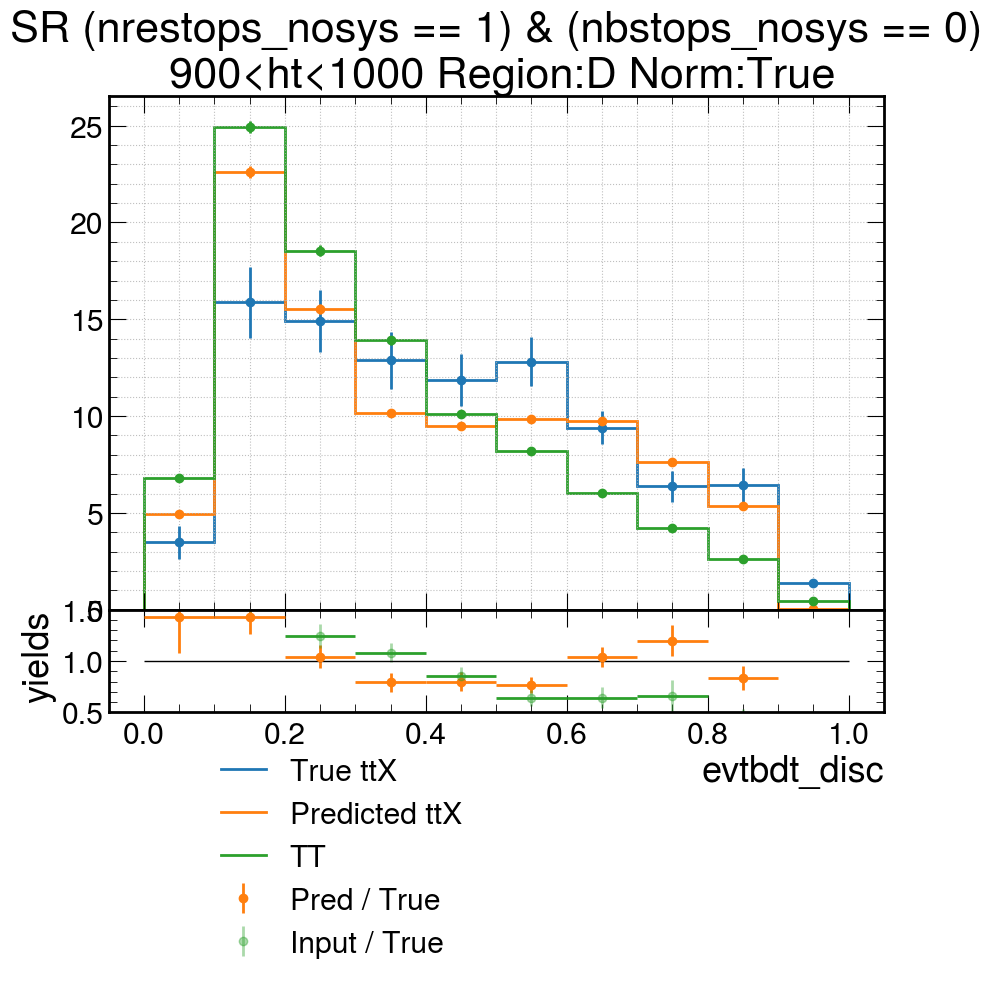 SR (nrestops_nosys == 1) & (nbstops_nosys == 0)
900<ht<1000 Region:D Norm:True
25
20
15
10
5
0
yields
1.5
1.0
0.5
0.0 0.2 0.4 0.6 0.8 1.0
evtbdt_disc
True ttX
Predicted ttX
TT
Pred / True
Input / True